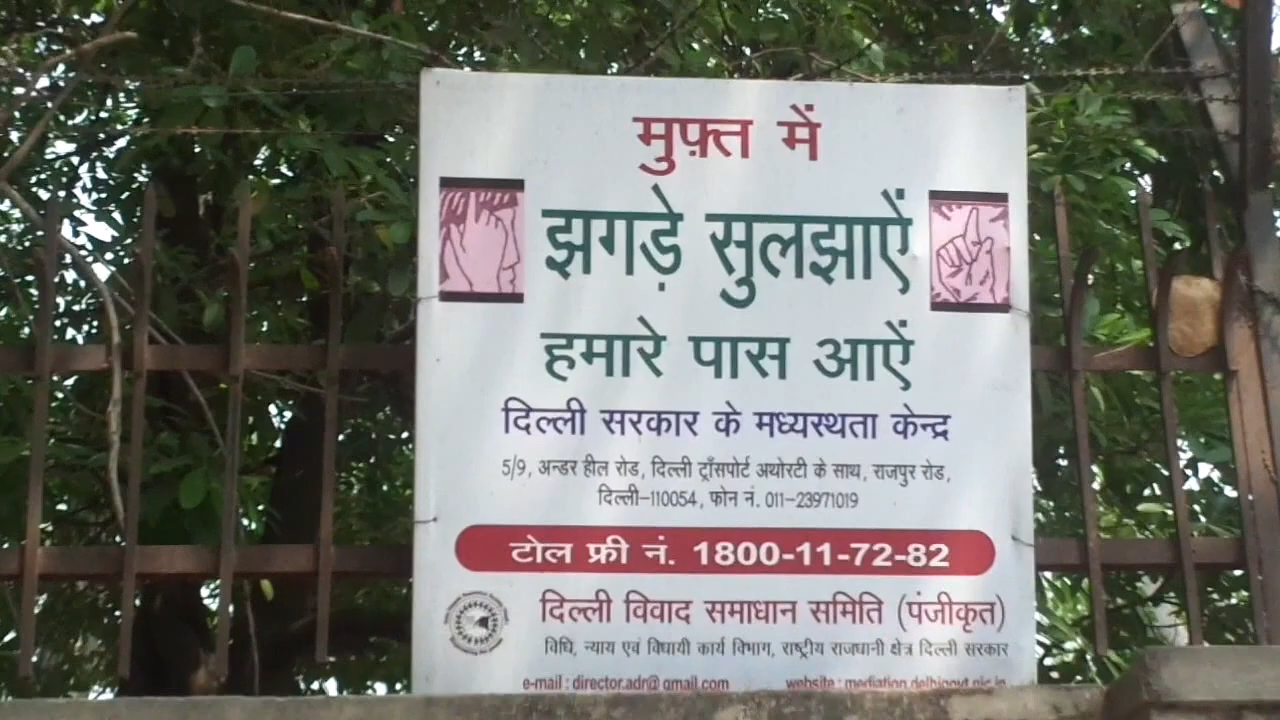 मुफ़्त में
झगड़े सुलझाऐं
हमारे पास आऐं
दिल्ली सरकार के मध्यस्थता केन्द्र
5/9, अन्डर हील रोड, दिल्ली ट्राँसपोर्ट अथोरटी के साथ, राजपुर रोड,
दिल्ली-110054, फोन नं. 011-23971019
टोल फ्री नं. 1800-11-72-82
दिल्ली विवाद समाधान समिति (पंजीकृत)
विधि, न्याय एवं विधायी कार्य विभाग, राष्ट्रीय राजधानी क्षेत्र दिल्ली सरकार
e-mail : director.adr@gmail.com website : mediation.delhigovt.nic.in